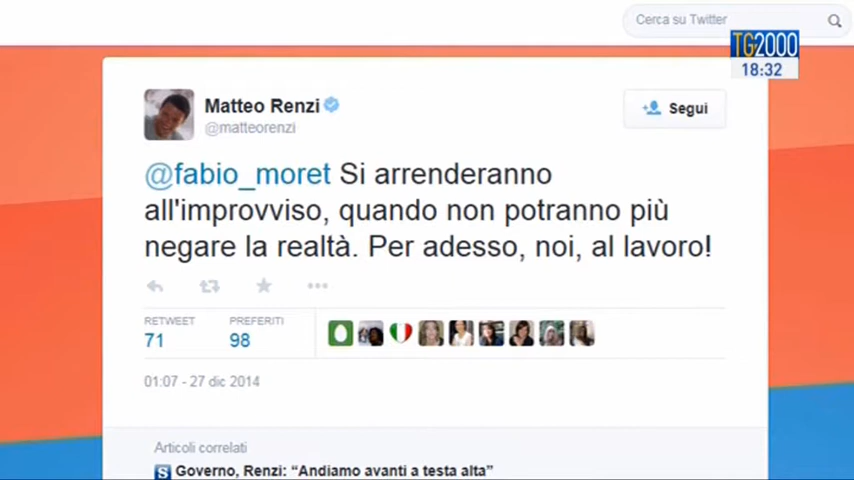 Cerca su Twitter
TG2000
18:32
Matteo Renzi
@matteorenzi
Segui
@fabio_moret Si arrenderanno
all'improvviso, quando non potranno più
negare la realtà. Per adesso, noi, al lavoro!
RETWEET PREFERITI
71 98
01:07 - 27 dic 2014
Articoli correlati
S Governo, Renzi: “Andiamo avanti a testa alta”